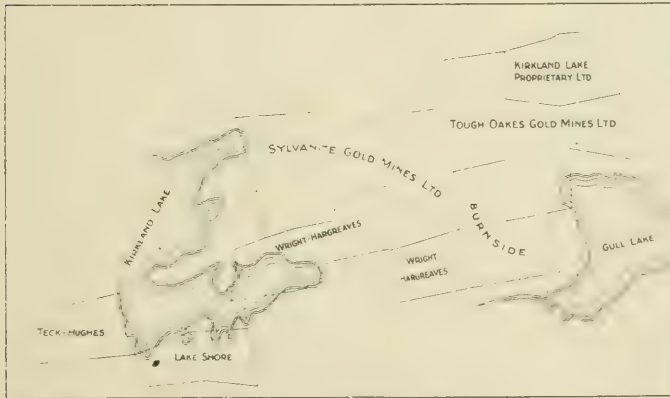 KIRKLAND LAKE
PROPRIETARY LTD
TOUGH OAKES GOLD MINES LTD
SYLVANITE GOLD MINES LTD
KIRKLAND LAKE
BURNSIDE
WRIGHT-HARGREAVES
GULL LAKE
WRIGHT
HARGREAVES
TECK-HUGHES
LAKE SHORE